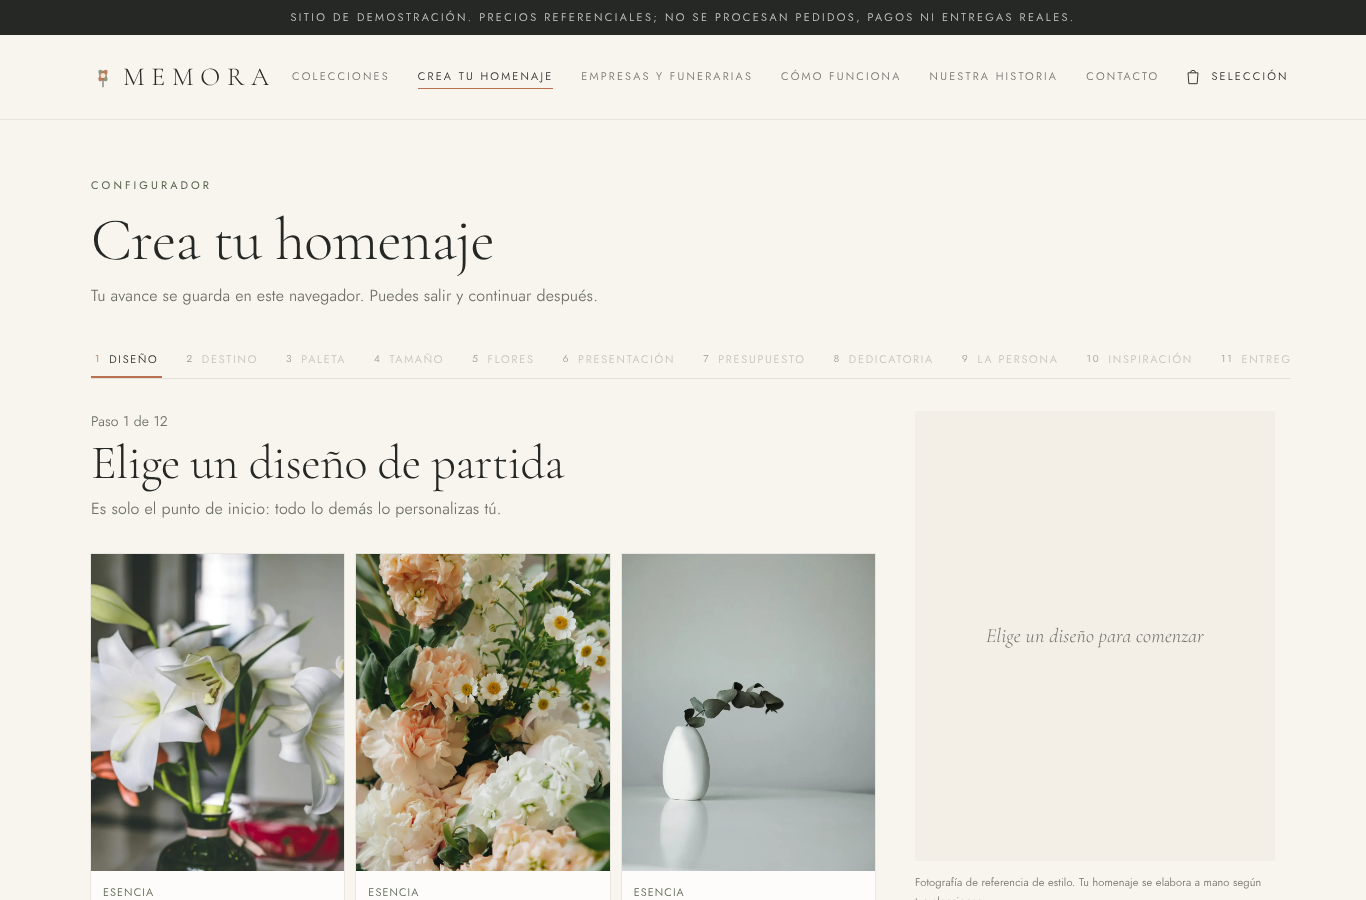 SITIO DE DEMOSTRACIÓN. PRECIOS REFERENCIALES; NO SE PROCESAN PEDIDOS, PAGOS NI ENTREGAS REALES.
MEMORA
COLECCIONES
CREA TU HOMENAJE
EMPRESAS Y FUNERARIAS
CÓMO FUNCIONA
NUESTRA HISTORIA
CONTACTO
SELECCIÓN
CONFIGURADOR
Crea tu homenaje
Tu avance se guarda en este navegador. Puedes salir y continuar después.
1 DISEÑO
2 DESTINO
3 PALETA
4 TAMAÑO
5 FLORES
6 PRESENTACIÓN
7 PRESUPUESTO
8 DEDICATORIA
9 LA PERSONA
10 INSPIRACIÓN
11 ENTREG
Paso 1 de 12
Elige un diseño de partida
Es solo el punto de inicio: todo lo demás lo personalizas tú.
ESENCIA
ESENCIA
ESENCIA
Elige un diseño para comenzar
Fotografía de referencia de estilo. Tu homenaje se elabora a mano según